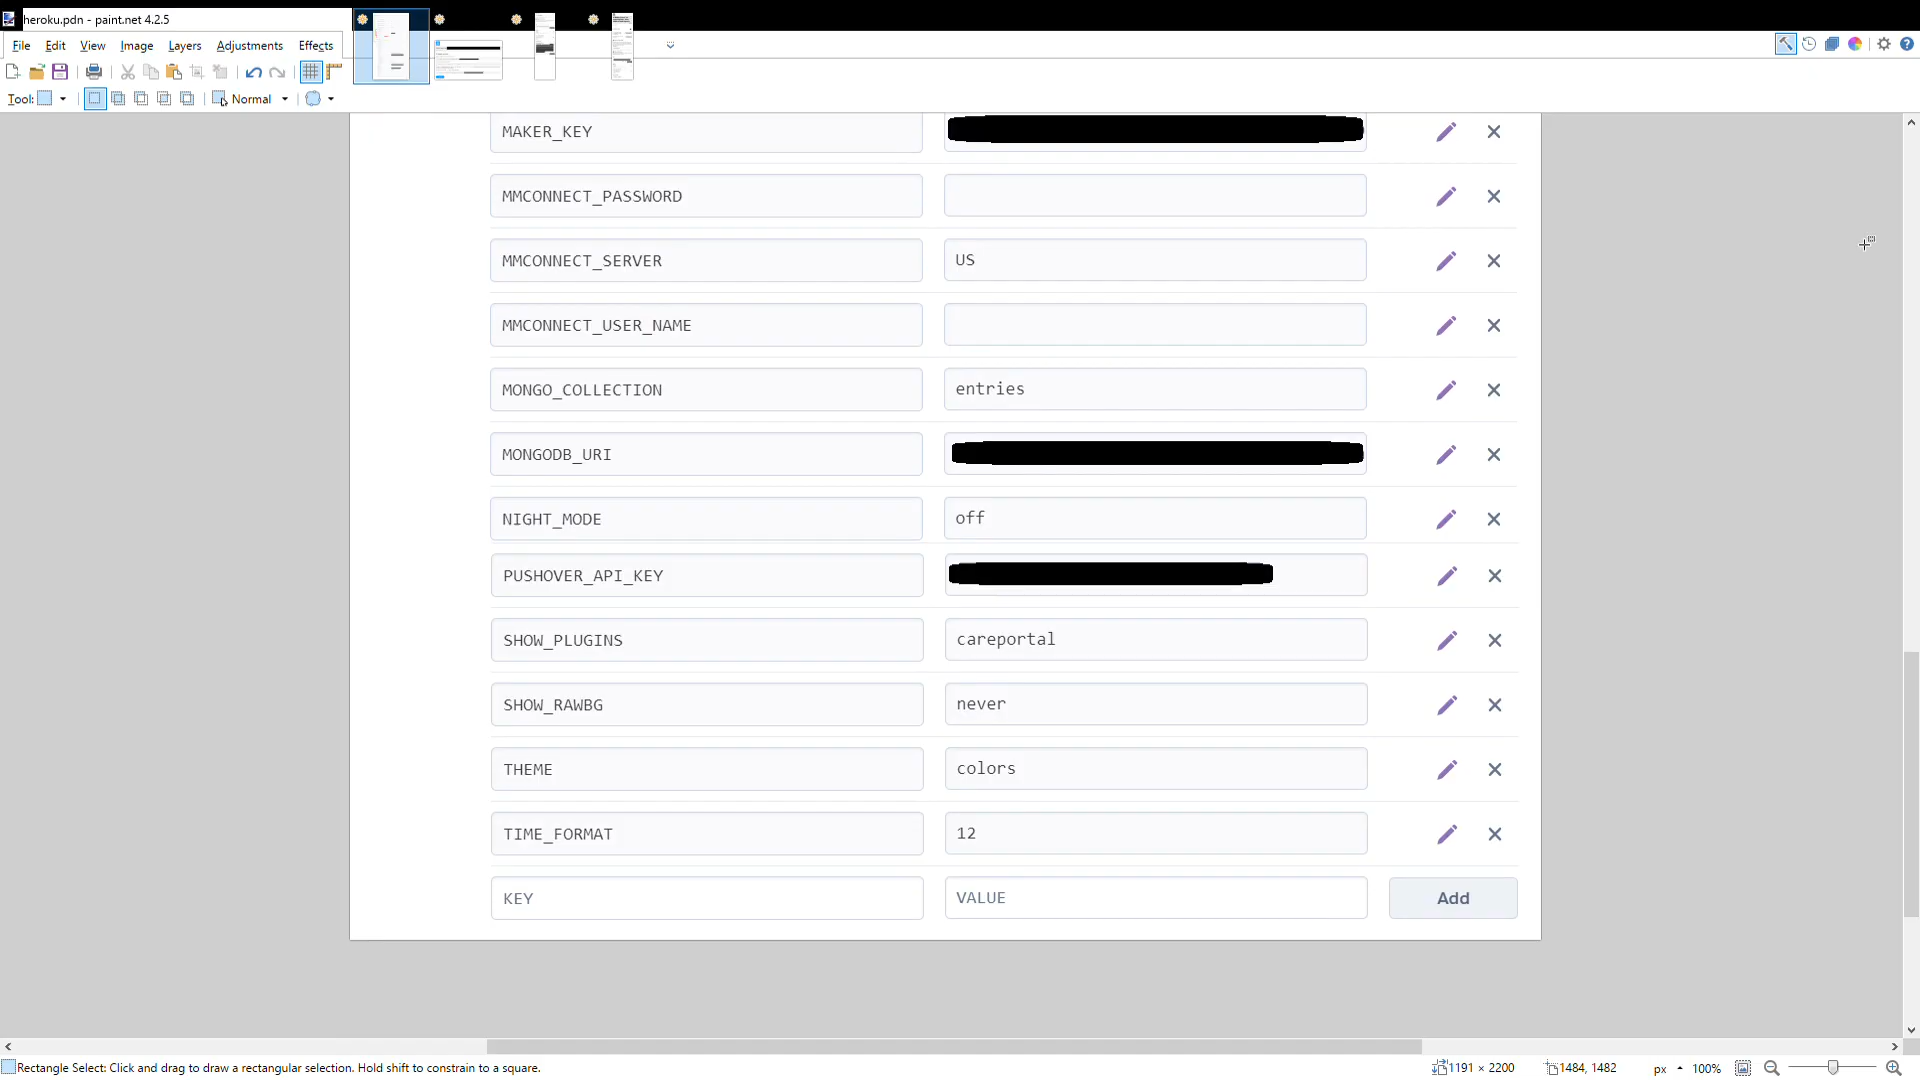 heroku.pdn - paint.net 4.2.5
File Edit View Image Layers Adjustments Effects
Tool: Normal
MAKER_KEY
MMCONNECT_PASSWORD
MMCONNECT_SERVER US
MMCONNECT_USER_NAME
MONGO_COLLECTION entries
MONGODB_URI
NIGHT_MODE off
PUSHOVER_API_KEY
SHOW_PLUGINS careportal
SHOW_RAWBG never
THEME colors
TIME_FORMAT 12
KEY VALUE Add
Rectangle Select: Click and drag to draw a rectangular selection. Hold shift to constrain to a square. 1191 × 2200 1484, 1482 px 100%